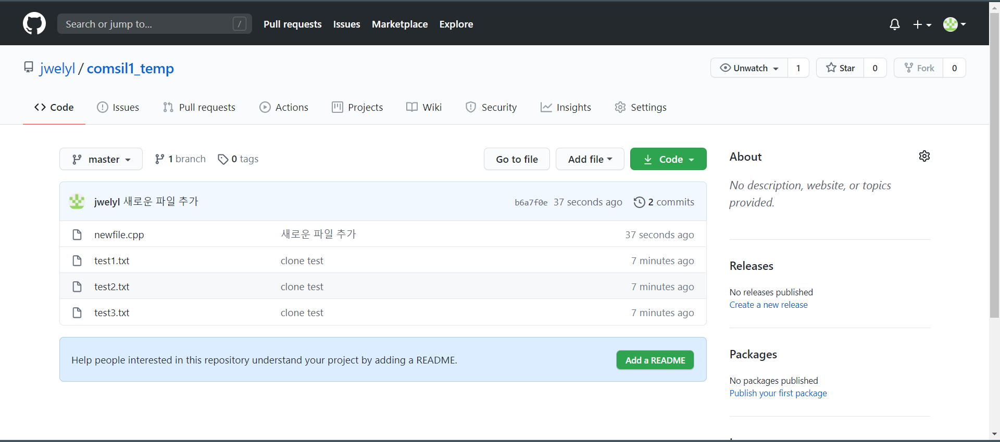 Search or jump to... /
Pull requests Issues Marketplace Explore
jwelyl / comsil1_temp
Unwatch 1 Star 0 Fork 0
Code Issues Pull requests Actions Projects Wiki Security Insights Settings
master 1 branch 0 tags Go to file Add file Code
jwelyl 새로운 파일 추가 b6a7f0e 37 seconds ago 2 commits
newfile.cpp 새로운 파일 추가 37 seconds ago
test1.txt clone test 7 minutes ago
test2.txt clone test 7 minutes ago
test3.txt clone test 7 minutes ago
Help people interested in this repository understand your project by adding a README. Add a README
About
No description, website, or topics
provided.
Releases
No releases published
Create a new release
Packages
No packages published
Publish your first package